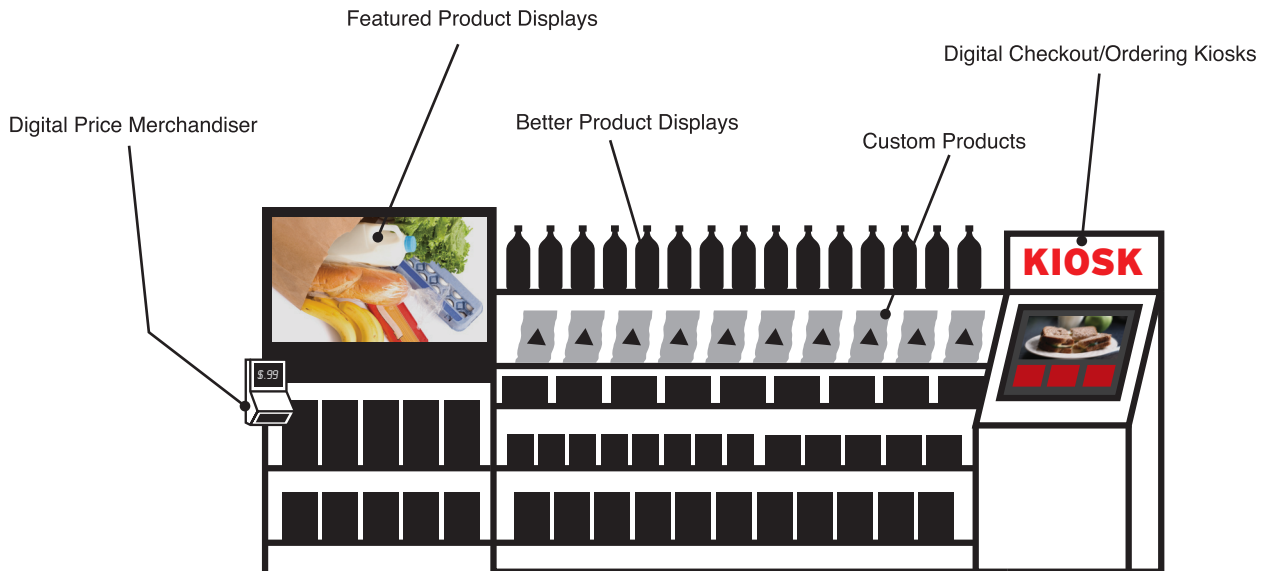 Featured Product Displays
Digital Checkout/Ordering Kiosks
Digital Price Merchandiser
Better Product Displays
Custom Products
KIOSK
$.99